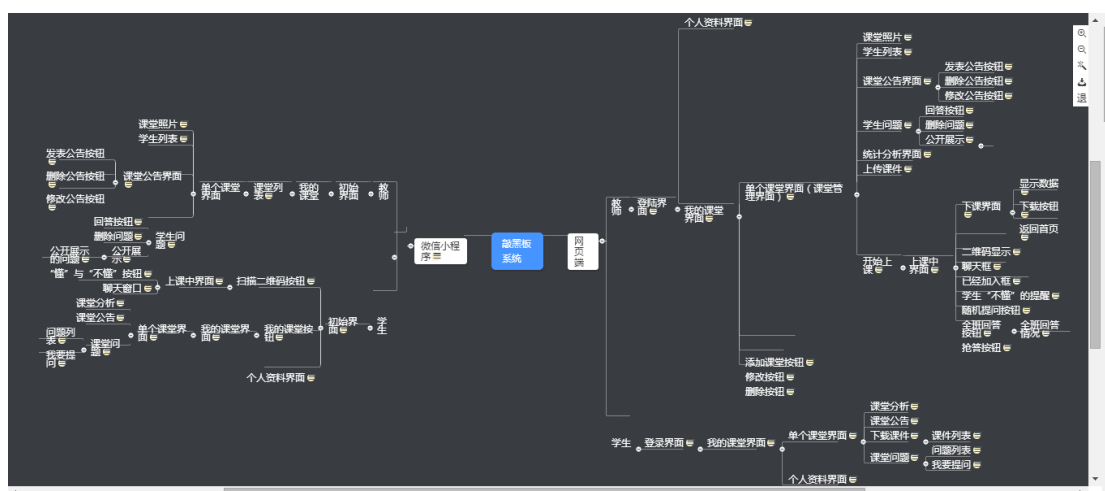 个人资料界面
课堂照片
学生列表
课堂公告界面
发表公告按钮
删除公告按钮
修改公告按钮
学生问题
回答按钮
删除问题
公开展示
统计分析界面
上传课件
课堂照片
学生列表
发表公告按钮
删除公告按钮
修改公告按钮
课堂公告界面
单个课堂
界面
课堂列
表
我的
课堂
初始
界面
教
师
回答按钮
删除问题
公开展示
的问题
公开展
示
学生问
题
“懂”与“不懂”按钮
聊天窗口
上课中界面
扫描二维码按钮
课堂分析
课堂公告
问题列
表
我要提
问
课堂问
题
单个课堂界
面
我的课堂界
面
我的课堂按
钮
初始界
面
学
生
个人资料界面
微信小程
序
敲黑板
系统
网
页
端
教
师
登陆界
面
我的课堂
界面
单个课堂界面（课堂管
理界面）
开始上
课
上课中
界面
下课界面
显示数据
下载按钮
返回首页
二维码显示
聊天框
已经加入框
学生“不懂”的提醒
随机提问按钮
全班回答
按钮
全班回答
情况
抢答按钮
添加课堂按钮
修改按钮
删除按钮
学生
登录界面
我的课堂界面
单个课堂界面
课堂分析
课堂公告
下载课件
课件列表
课堂问题
问题列表
我要提问
个人资料界面
退